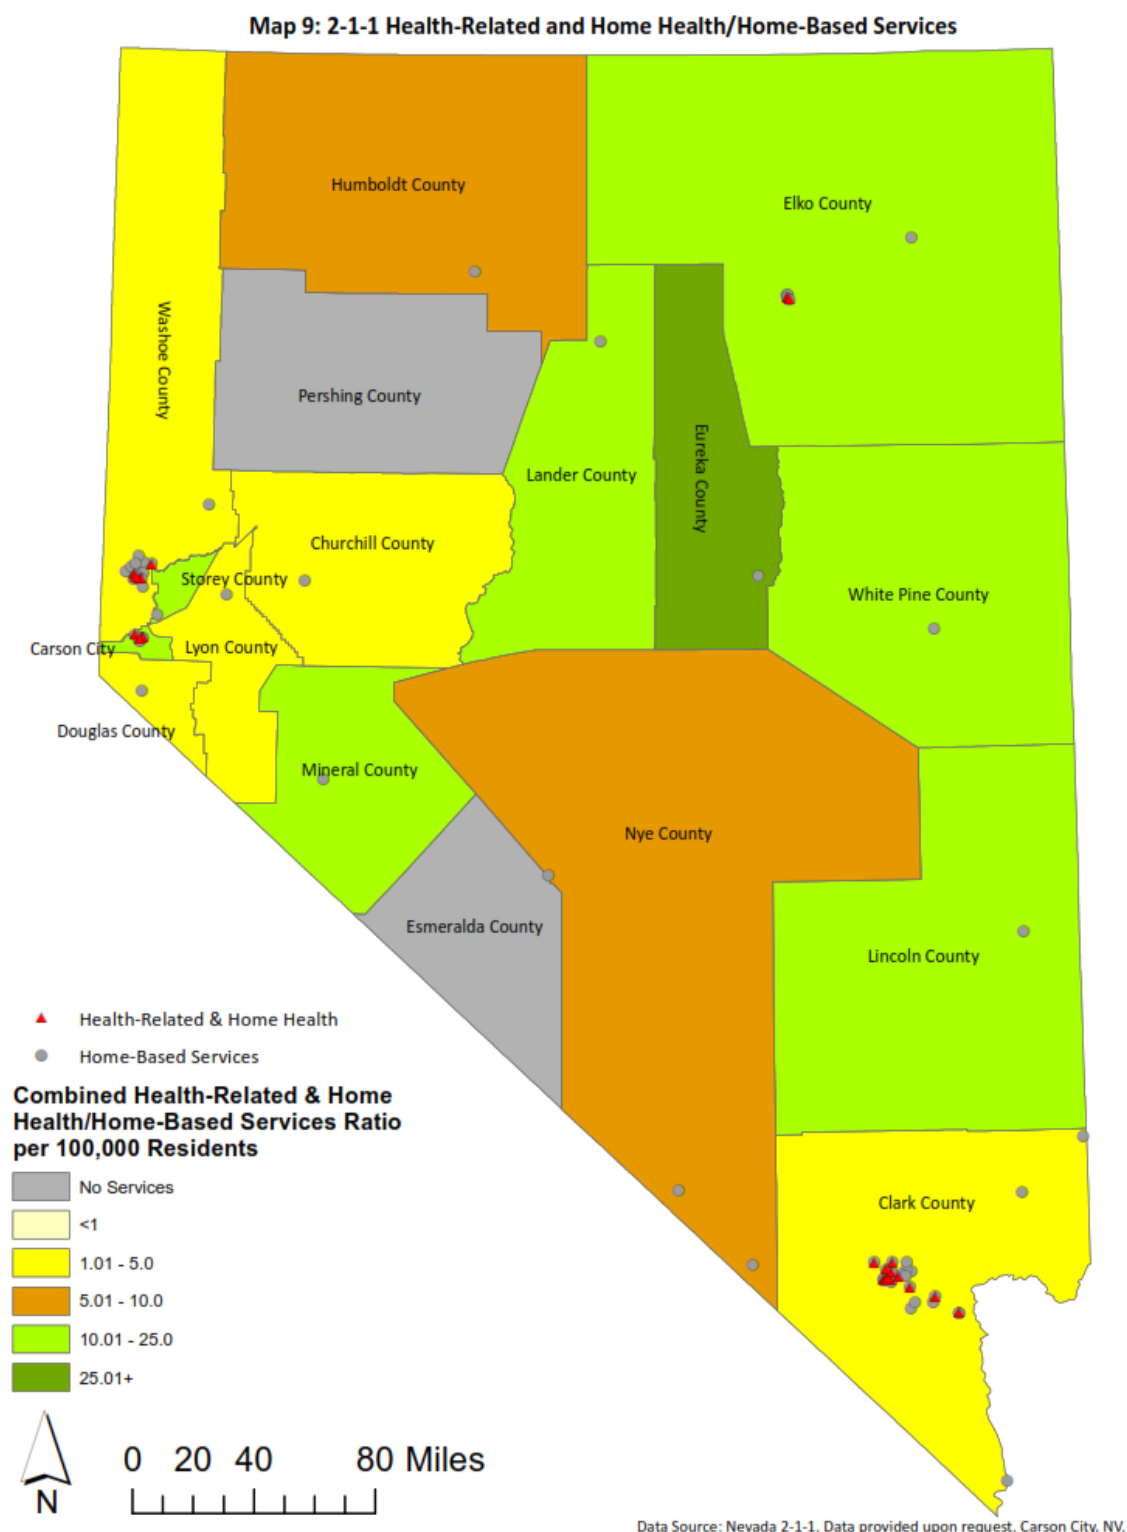 Map 9: 2-1-1 Health-Related and Home Health/Home-Based Services
Humboldt County
Elko County
Washoe County
Pershing County
Eureka County
Lander County
Churchill County
Storey County
White Pine County
Carson City
Lyon County
Douglas County
Mineral County
Nye County
Esmeralda County
Lincoln County
Clark County
Health-Related & Home Health
Home-Based Services
Combined Health-Related & Home
Health/Home-Based Services Ratio
per 100,000 Residents
No Services
<1
1.01 - 5.0
5.01 - 10.0
10.01 - 25.0
25.01+
N
0 20 40 80 Miles
Data Source: Nevada 2-1-1. Data provided upon request. Carson City, NV.